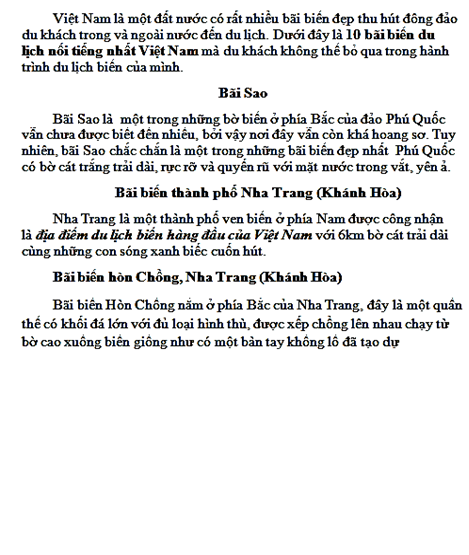 Việt Nam là một đất nước có rất nhiều bãi biển đẹp thu hút đông đảo
du khách trong và ngoài nước đến du lịch. Dưới đây là 10 bãi biển du
lịch nổi tiếng nhất Việt Nam mà du khách không thể bỏ qua trong hành
trình du lịch biển của mình.
Bãi Sao
Bãi Sao là một trong những bờ biển ở phía Bắc của đảo Phú Quốc
vẫn chưa được biết đến nhiều, bởi vậy nơi đây vẫn còn khá hoang sơ. Tuy
nhiên, bãi Sao chắc chắn là một trong những bãi biển đẹp nhất Phú Quốc
có bờ cát trắng trải dài, rực rỡ và quyến rũ với mặt nước trong vắt, yên ả.
Bãi biển thành phố Nha Trang (Khánh Hòa)
Nha Trang là một thành phố ven biển ở phía Nam được công nhận
là địa điểm du lịch biển hàng đầu của Việt Nam với 6km bờ cát trải dài
cùng những con sóng xanh biếc cuốn hút.
Bãi biển hòn Chồng, Nha Trang (Khánh Hòa)
Bãi biển Hòn Chồng nằm ở phía Bắc của Nha Trang, đây là một quần
thể có khối đá lớn với đủ loại hình thù, được xếp chồng lên nhau chạy từ
bờ cao xuống biển giống như có một bàn tay khổng lồ đã tạo dự